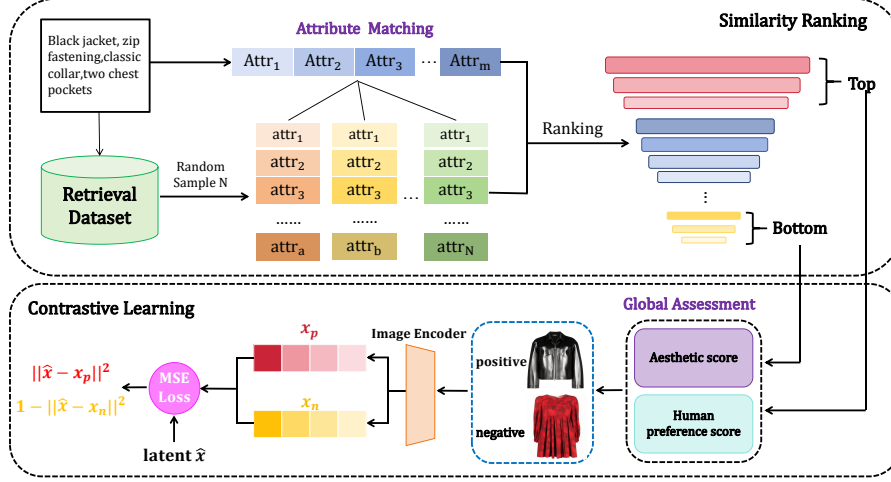 Attribute Matching
Similarity Ranking
Black jacket, zip
fastening,classic
collar,two chest
pockets
Attr₁ Attr₂ Attr₃ ... Attrₘ
Top
attr₁ attr₁ attr₁
attr₂ attr₂ attr₂
attr₃ attr₃ ... attr₃
...... ...... ......
attrₐ attr_b attr_N
Random
Sample N
Retrieval
Dataset
Ranking
...
Bottom
Contrastive Learning
Global Assessment
Image Encoder
xₚ
xₙ
||x̂ − xₚ||²
1 − ||x̂ − xₙ||²
MSE
Loss
latent x̂
positive
negative
Aesthetic score
Human
preference score